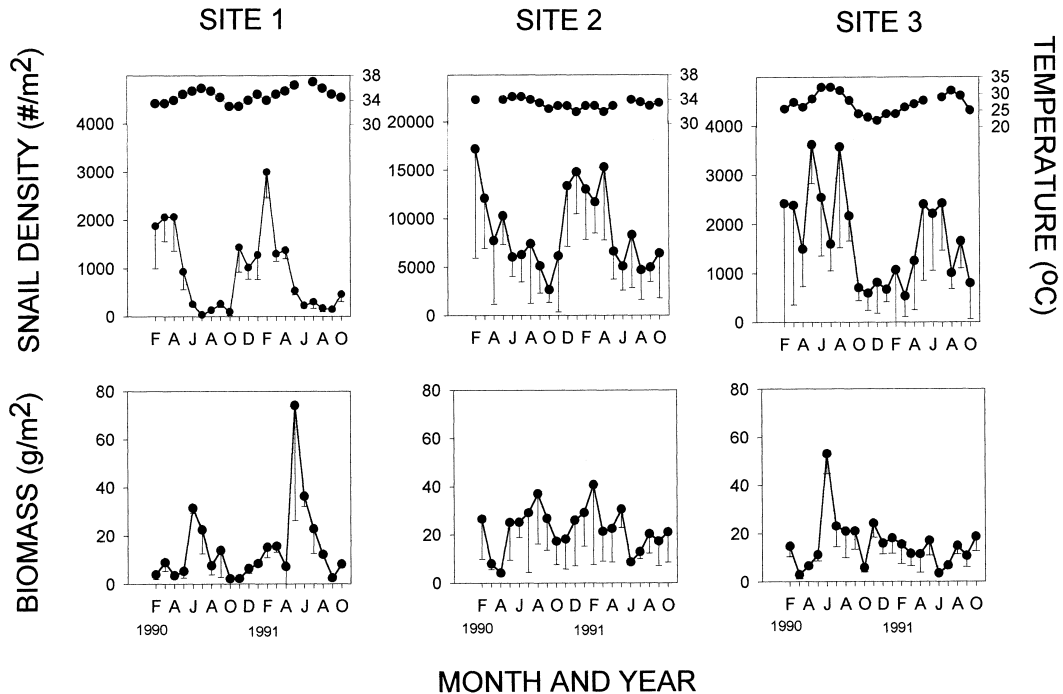 SITE 1 SITE 2 SITE 3
SNAIL DENSITY (#/m²)
TEMPERATURE (ºC)
38 38 35
34 34 30
30 30 25
20
4000 20000 4000
3000 15000 3000
2000 10000 2000
1000 5000 1000
0 0 0
F A J A O D F A J A O F A J A O D F A J A O F A J A O D F A J A O
BIOMASS (g/m²)
80 80 80
60 60 60
40 40 40
20 20 20
0 0 0
F A J A O D F A J A O F A J A O D F A J A O F A J A O D F A J A O
1990 1991 1990 1991 1990 1991
MONTH AND YEAR